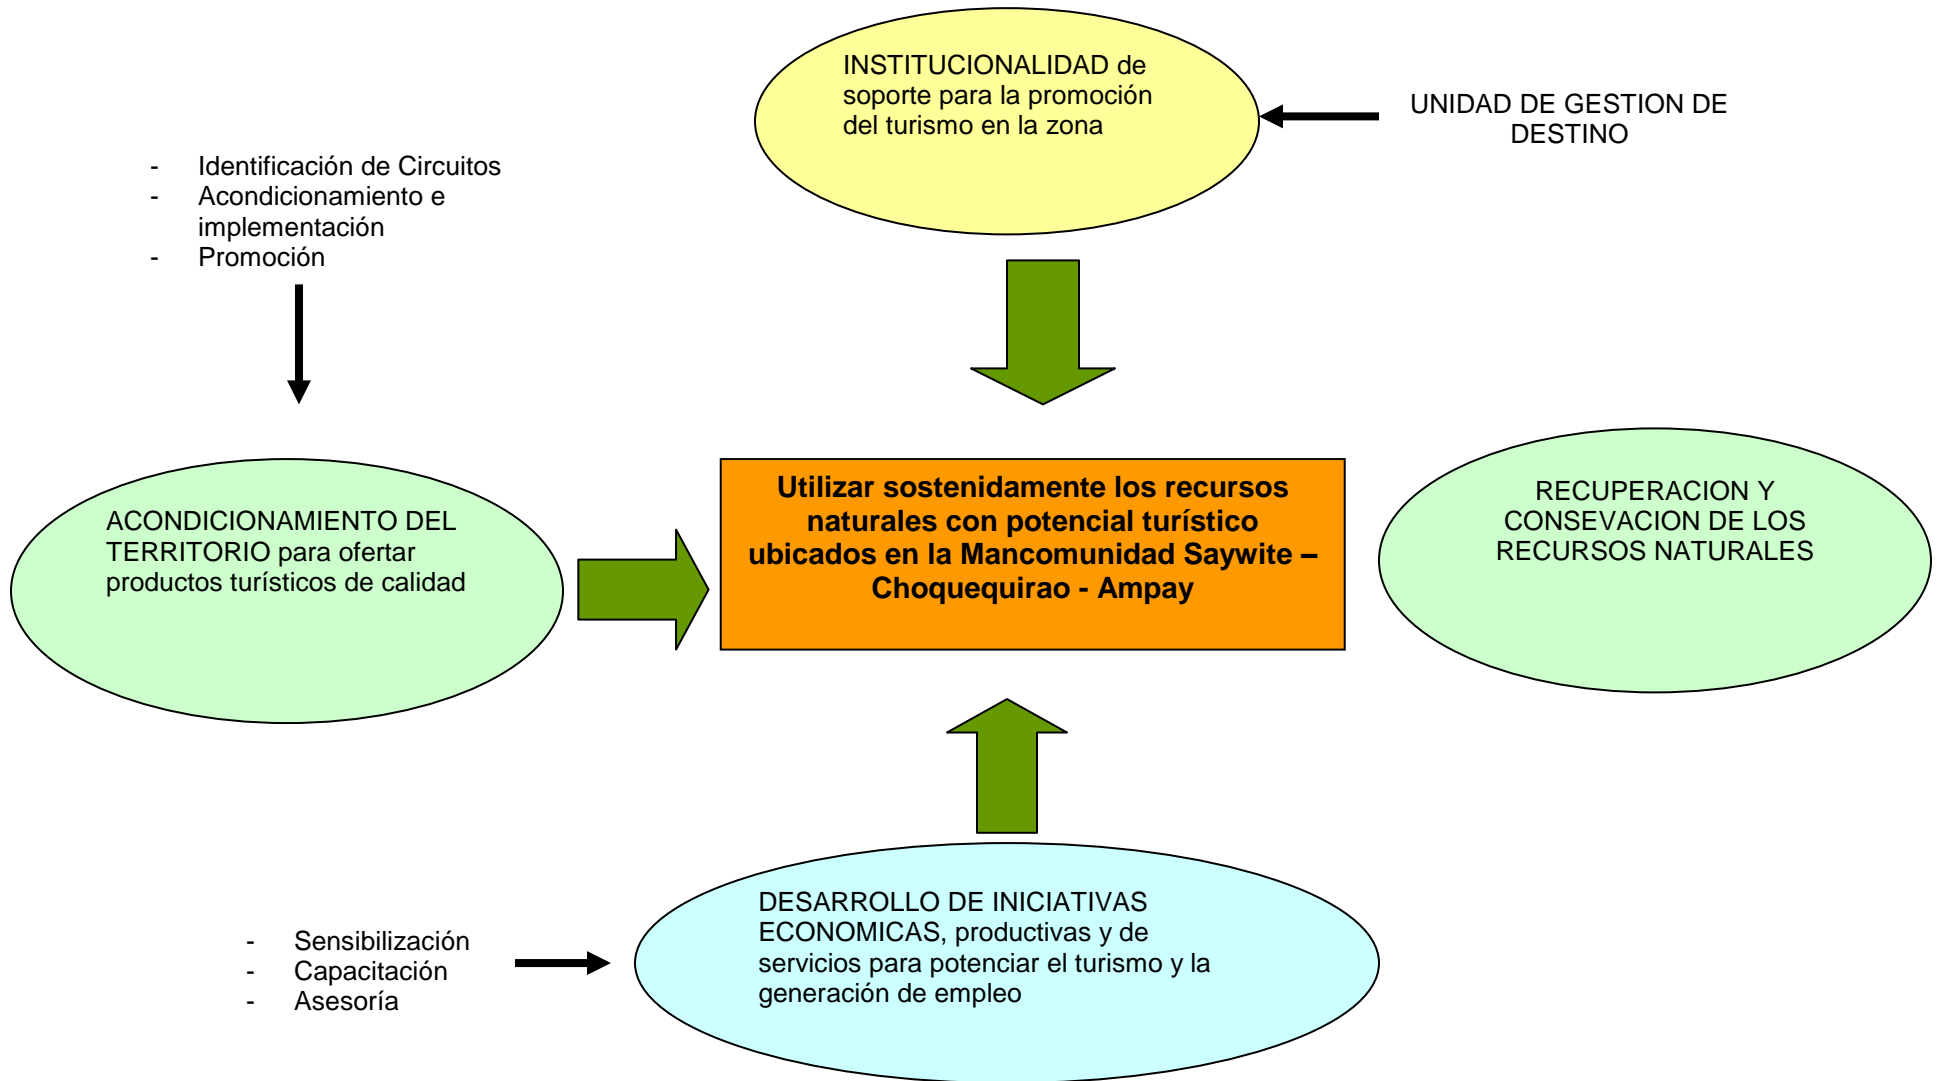 INSTITUCIONALIDAD de
soporte para la promoción
del turismo en la zona
UNIDAD DE GESTION DE
DESTINO
- Identificación de Circuitos
- Acondicionamiento e
implementación
- Promoción
ACONDICIONAMIENTO DEL
TERRITORIO para ofertar
productos turísticos de calidad
Utilizar sostenidamente los recursos
naturales con potencial turístico
ubicados en la Mancomunidad Saywite –
Choquequirao - Ampay
RECUPERACION Y
CONSEVACION DE LOS
RECURSOS NATURALES
- Sensibilización
- Capacitación
- Asesoría
DESARROLLO DE INICIATIVAS
ECONOMICAS, productivas y de
servicios para potenciar el turismo y la
generación de empleo